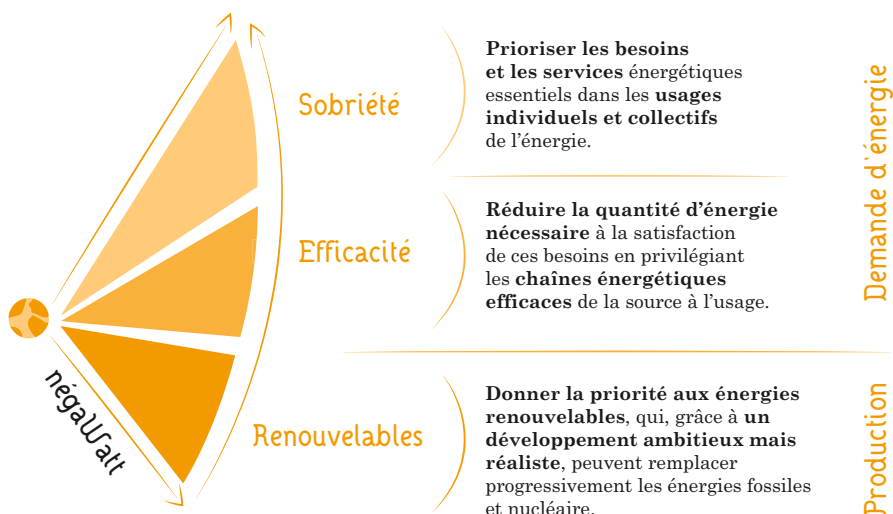 Sobriété
Prioriser les besoins
et les services énergétiques
essentiels dans les usages
individuels et collectifs
de l'énergie.
Efficacité
Réduire la quantité d'énergie
nécessaire à la satisfaction
de ces besoins en privilégiant
les chaînes énergétiques
efficaces de la source à l'usage.
Demande d'énergie
négaWatt
Renouvelables
Donner la priorité aux énergies
renouvelables, qui, grâce à un
développement ambitieux mais
réaliste, peuvent remplacer
progressivement les énergies fossiles
et nucléaire.
Production